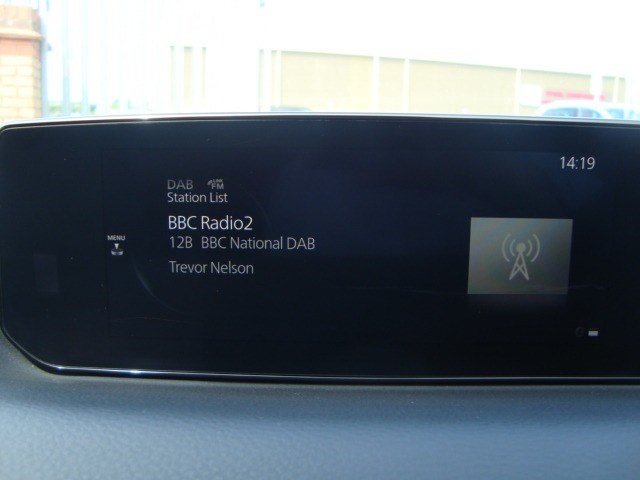 14:19
DAB FM
Station List
BBC Radio2
12B BBC National DAB
Trevor Nelson
MENU